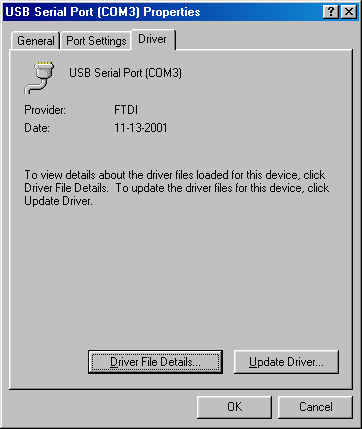 USB Serial Port (COM3) Properties
General Port Settings Driver
USB Serial Port (COM3)
Provider: FTDI
Date: 11-13-2001
To view details about the driver files loaded for this device, click
Driver File Details. To update the driver files for this device, click
Update Driver.
Driver File Details... Update Driver...
OK Cancel